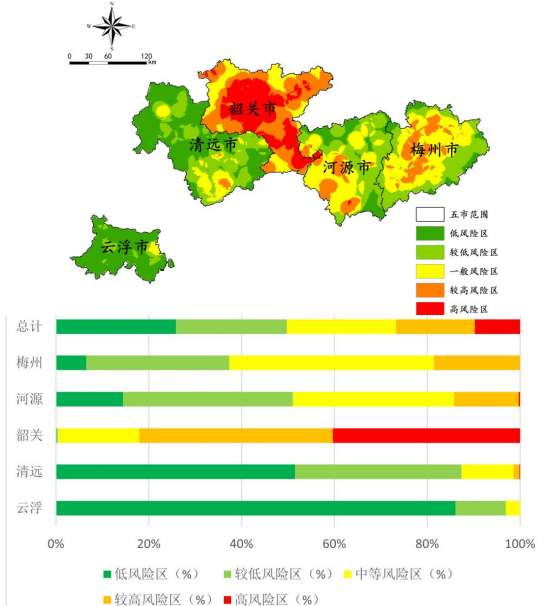 N
W
E
S
0 30 60 120
km
韶关市
清远市
河源市
梅州市
云浮市
五市范围
低风险区
较低风险区
一般风险区
较高风险区
高风险区
总计
梅州
河源
韶关
清远
云浮
0% 20% 40% 60% 80% 100%
低风险区（%） 较低风险区（%） 中等风险区（%）
较高风险区（%） 高风险区（%）